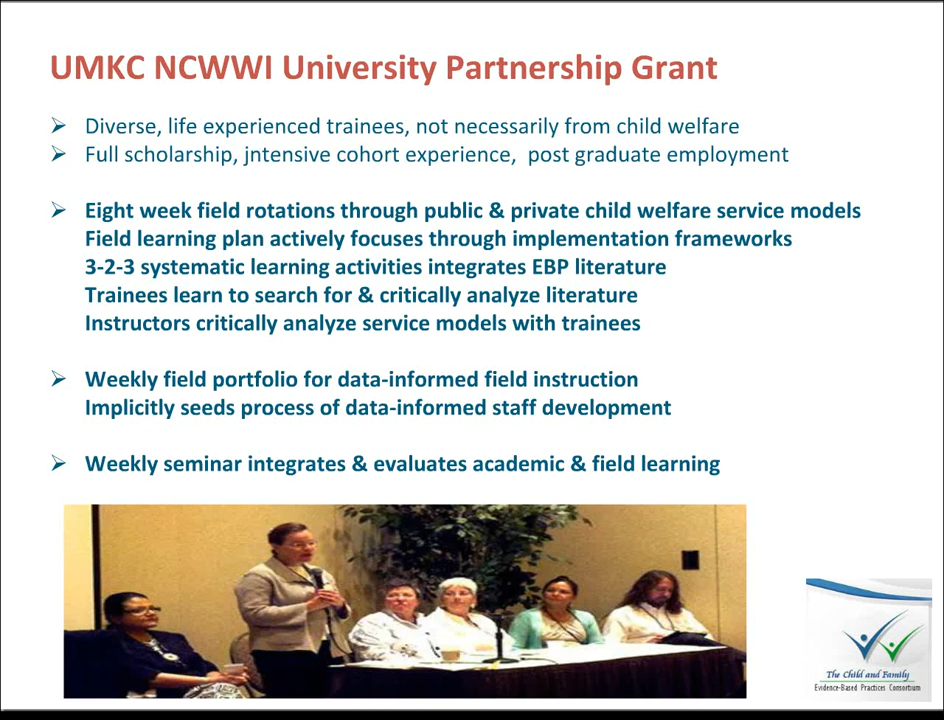 UMKC NCWWI University Partnership Grant
➢ Diverse, life experienced trainees, not necessarily from child welfare
➢ Full scholarship, jntensive cohort experience, post graduate employment
➢ Eight week field rotations through public & private child welfare service models
Field learning plan actively focuses through implementation frameworks
3-2-3 systematic learning activities integrates EBP literature
Trainees learn to search for & critically analyze literature
Instructors critically analyze service models with trainees
➢ Weekly field portfolio for data-informed field instruction
Implicitly seeds process of data-informed staff development
➢ Weekly seminar integrates & evaluates academic & field learning
The Child and Family
Evidence-Based Practices Consortium